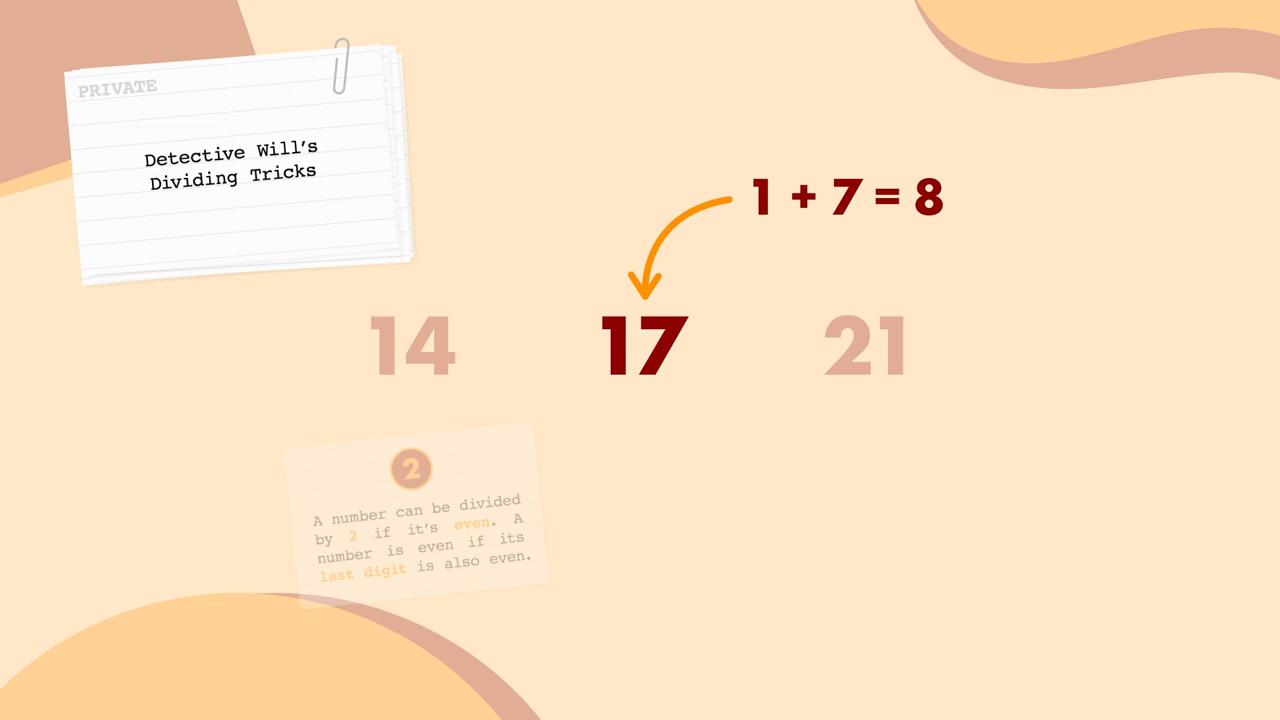 PRIVATE
Detective Will's
Dividing Tricks
1 + 7 = 8
14 17 21
2
A number can be divided
by 2 if it's even. A
number is even if its
last digit is also even.